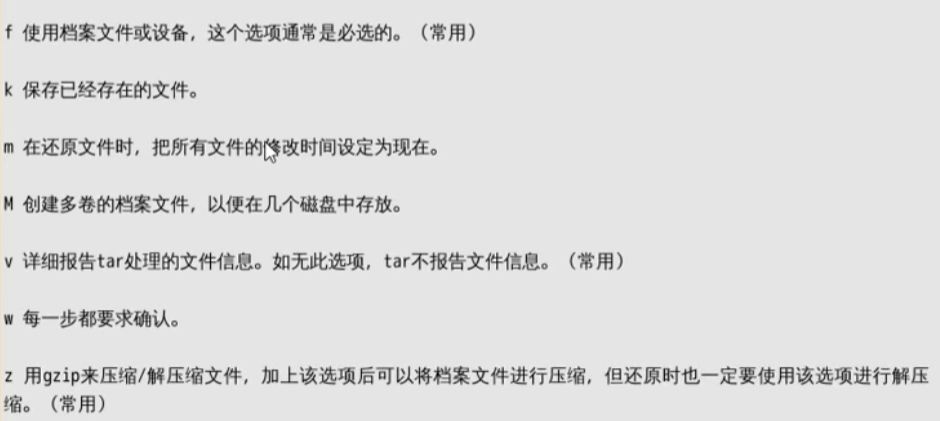 f 使用档案文件或设备，这个选项通常是必选的。（常用）
k 保存已经存在的文件。
m 在还原文件时，把所有文件的修改时间设定为现在。
M 创建多卷的档案文件，以便在几个磁盘中存放。
v 详细报告tar处理的文件信息。如无此选项，tar不报告文件信息。（常用）
w 每一步都要求确认。
z 用gzip来压缩/解压缩文件，加上该选项后可以将档案文件进行压缩，但还原时也一定要使用该选项进行解压
缩。（常用）